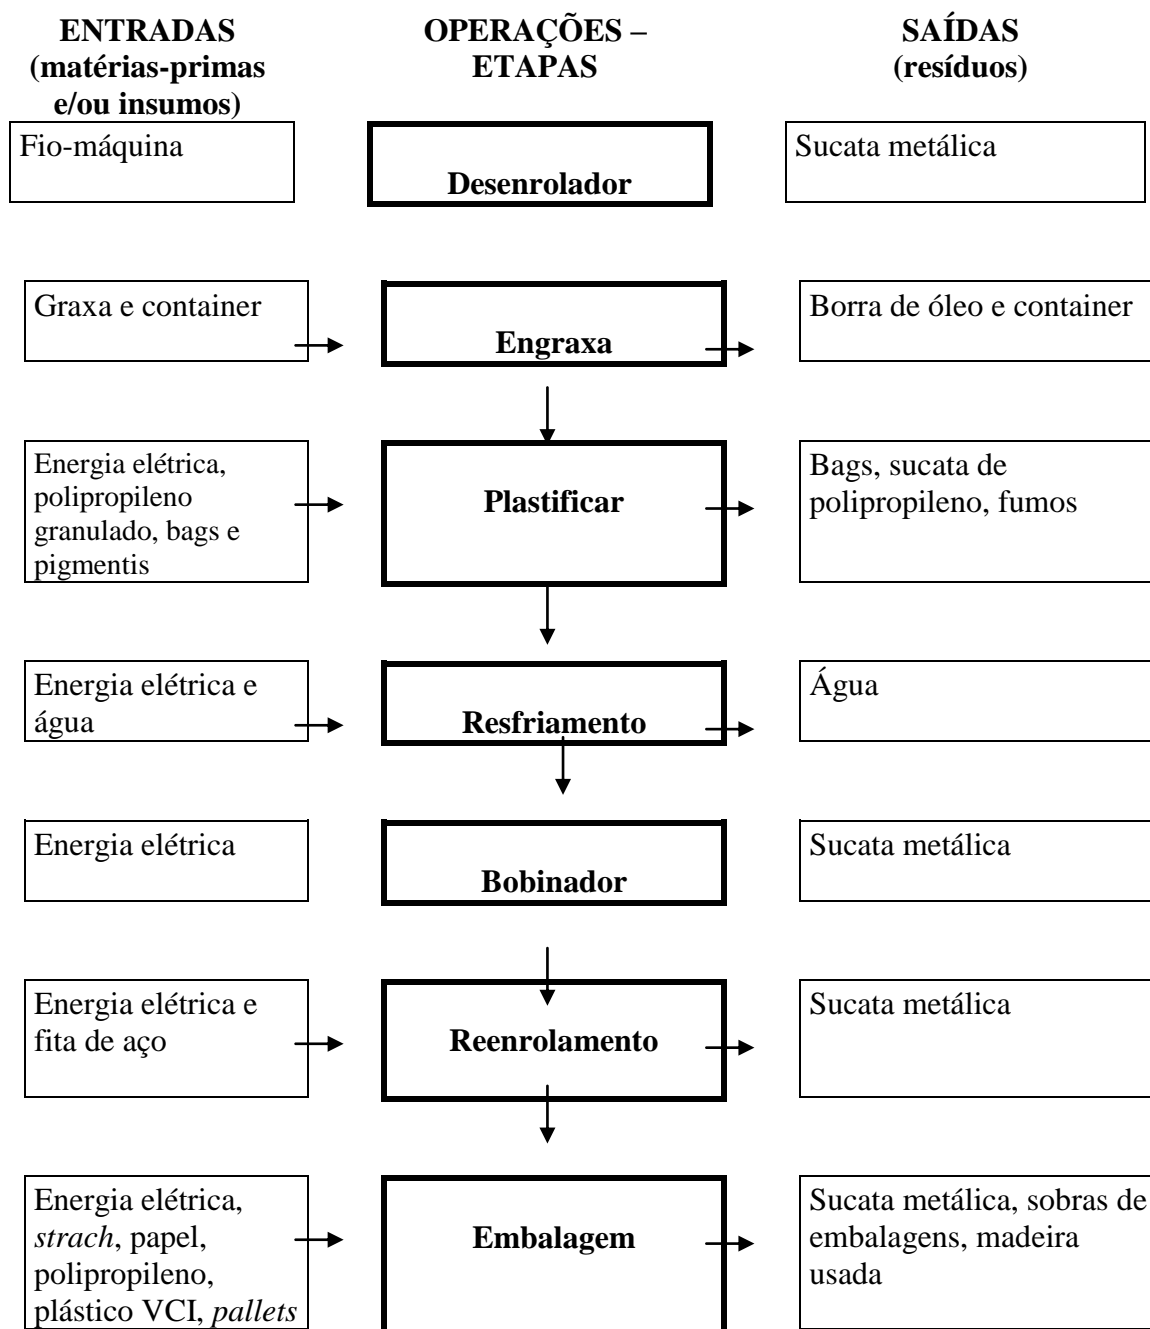 ENTRADAS
(matérias-primas
e/ou insumos)
OPERAÇÕES –
ETAPAS
SAÍDAS
(resíduos)
Fio-máquina
Desenrolador
Sucata metálica
Graxa e container
Engraxa
Borra de óleo e container
Energia elétrica,
polipropileno
granulado, bags e
pigmentis
Plastificar
Bags, sucata de
polipropileno, fumos
Energia elétrica e
água
Resfriamento
Água
Energia elétrica
Bobinador
Sucata metálica
Energia elétrica e
fita de aço
Reenrolamento
Sucata metálica
Energia elétrica,
strach, papel,
polipropileno,
plástico VCI, pallets
Embalagem
Sucata metálica, sobras de
embalagens, madeira
usada